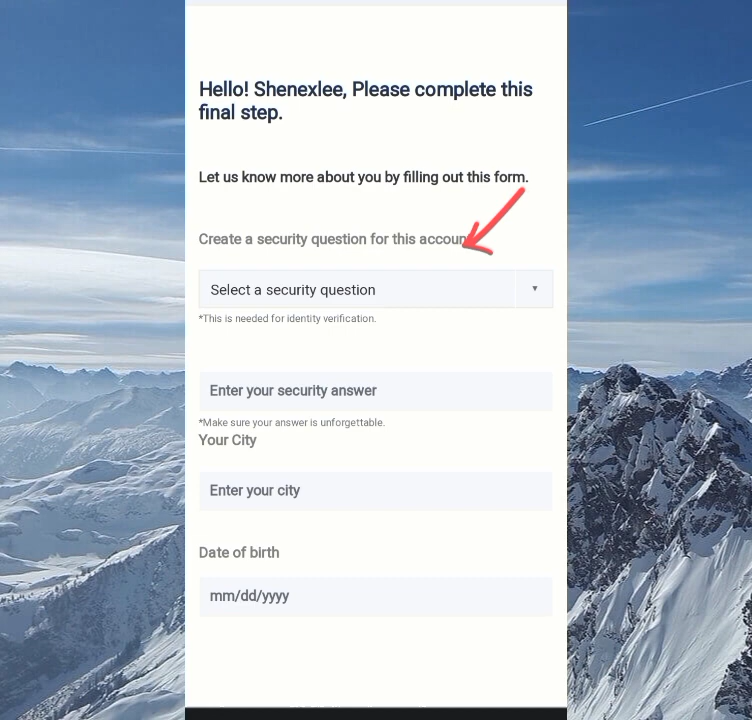 Hello! Shenexlee, Please complete this
final step.
Let us know more about you by filling out this form.
Create a security question for this accoun
Select a security question
*This is needed for identity verification.
Enter your security answer
*Make sure your answer is unforgettable.
Your City
Enter your city
Date of birth
mm/dd/yyyy